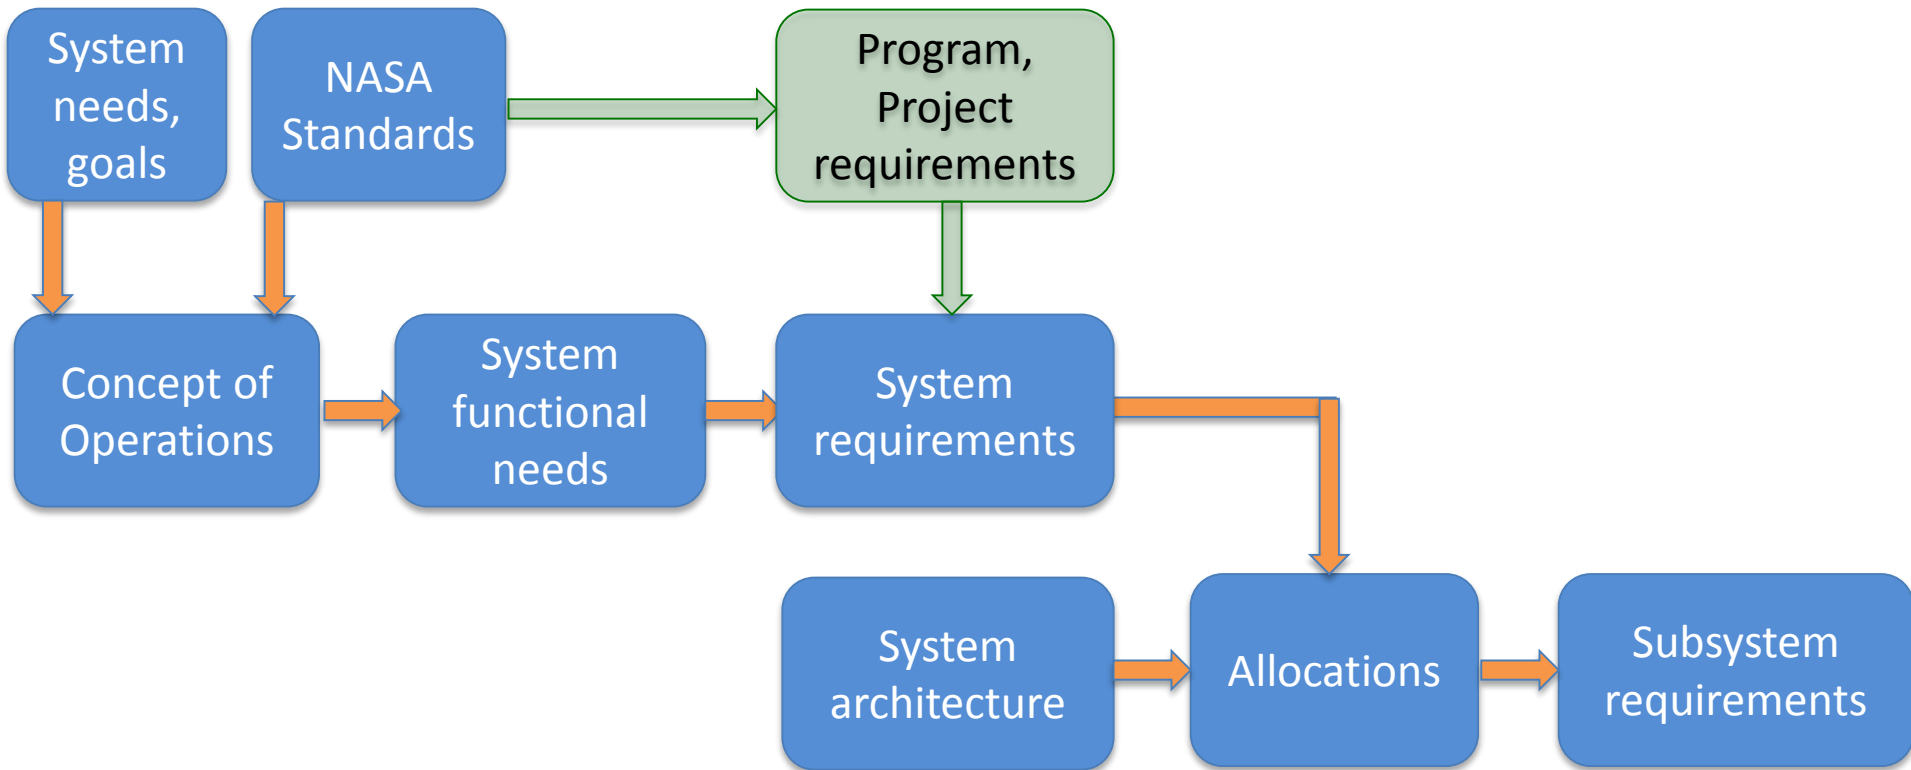 System
needs,
goals
NASA
Standards
Program,
Project
requirements
Concept of
Operations
System
functional
needs
System
requirements
System
architecture
Allocations
Subsystem
requirements